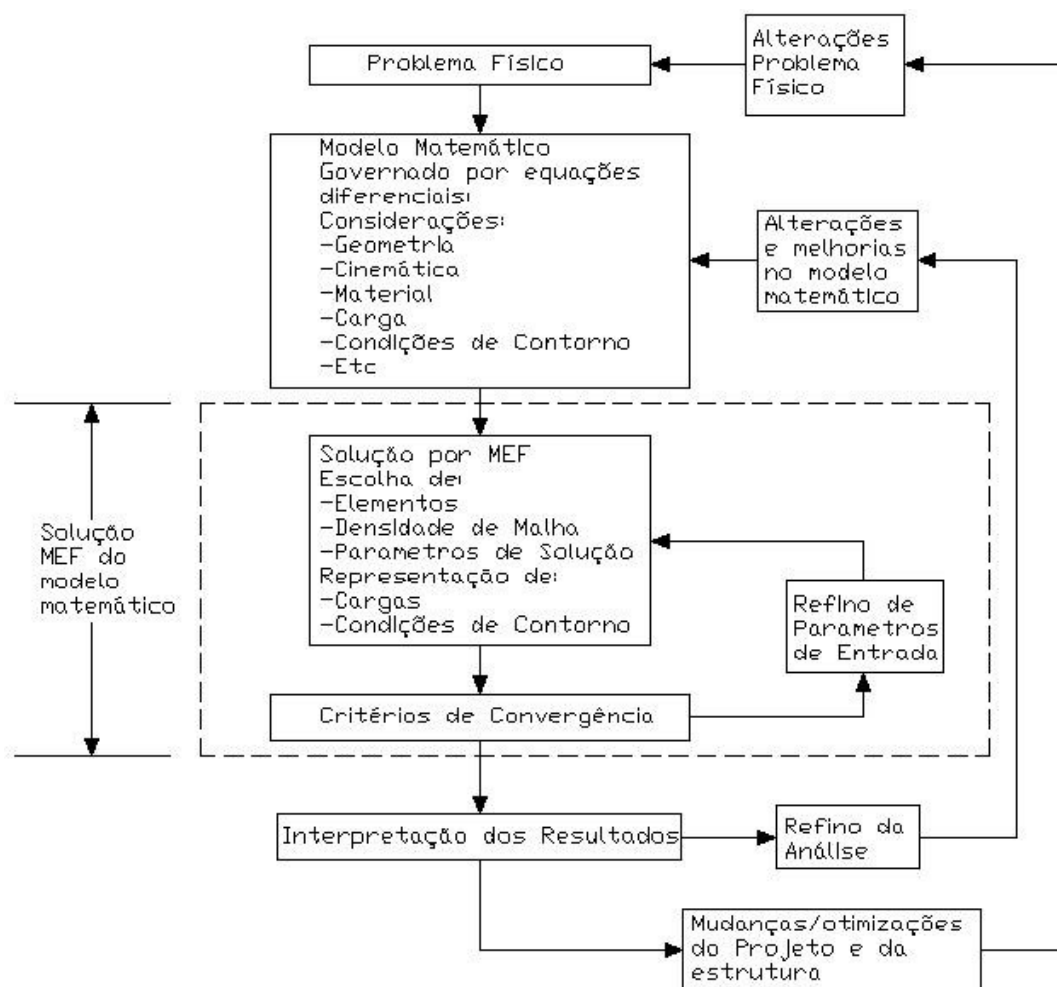 Problema Físico
Alterações
Problema
Físico
Modelo Matemático
Governado por equações
diferenciais:
Considerações:
-Geometria
-Cinemática
-Material
-Carga
-Condições de Contorno
-Etc
Alterações
e melhorias
no modelo
matemático
Solução
MEF do
modelo
matemático
Solução por MEF
Escolha de:
-Elementos
-Densidade de Malha
-Parametros de Solução
Representação de:
-Cargas
-Condições de Contorno
Refino de
Parametros
de Entrada
Critérios de Convergência
Interpretação dos Resultados
Refino da
Análise
Mudanças/otimizações
do Projeto e da
estrutura